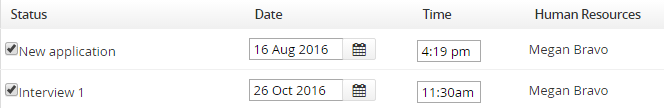 Status Date Time Human Resources
New application 16 Aug 2016 4:19 pm Megan Bravo
Interview 1 26 Oct 2016 11:30am Megan Bravo